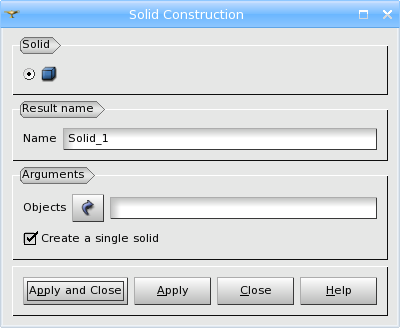 Solid Construction
Solid
Result name
Name Solid_1
Arguments
Objects
Create a single solid
Apply and Close Apply Close Help